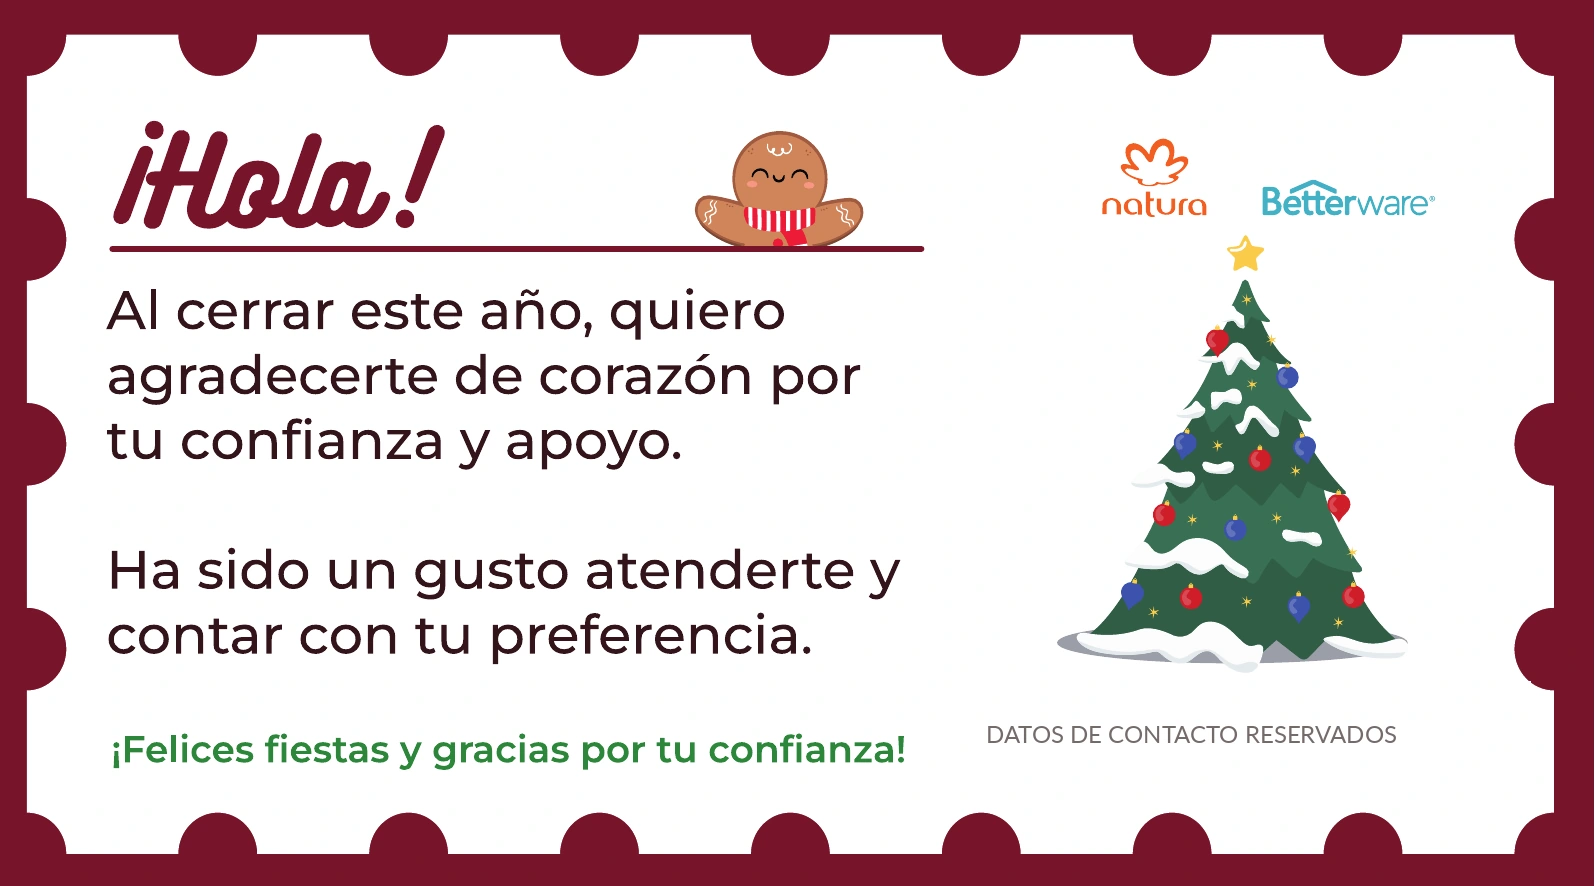 ¡Hola!
natura
Betterware®
Al cerrar este año, quiero
agradecerte de corazón por
tu confianza y apoyo.
Ha sido un gusto atenderte y
contar con tu preferencia.
¡Felices fiestas y gracias por tu confianza!
DATOS DE CONTACTO RESERVADOS